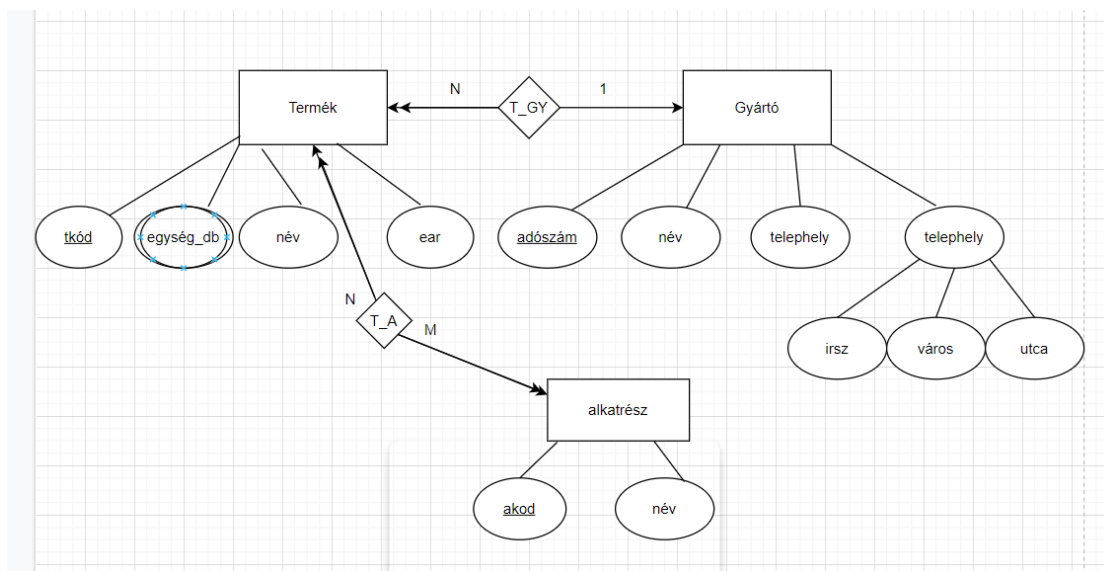 Termék
N
T_GY
1
Gyártó
tkód
egység_db
név
ear
adószám
név
telephely
telephely
N
T_A
M
irsz
város
utca
alkatrész
akod
név